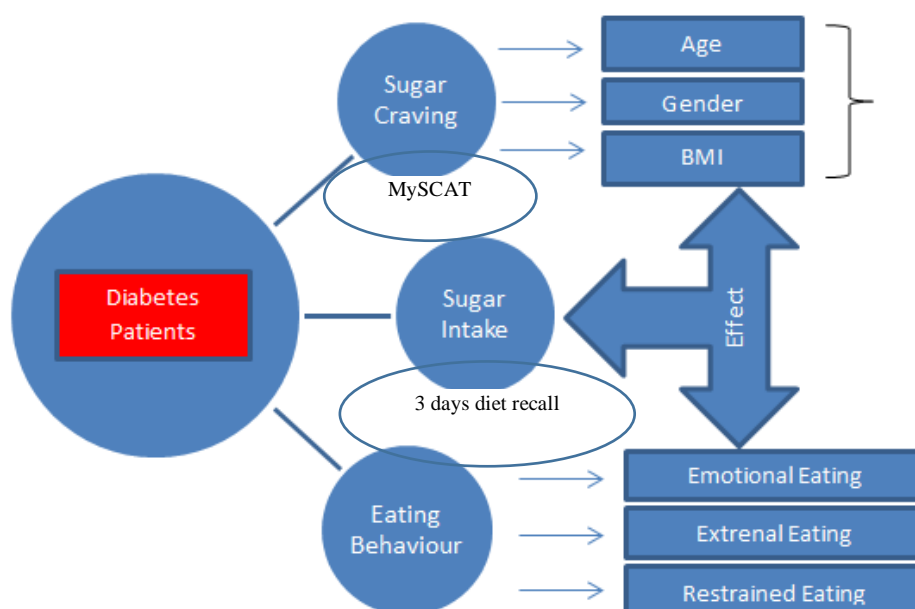 Sugar
Craving
Age
Gender
BMI
MySCAT
Diabetes
Patients
Sugar
Intake
Effect
3 days diet recall
Eating
Behaviour
Emotional Eating
Extrenal Eating
Restrained Eating